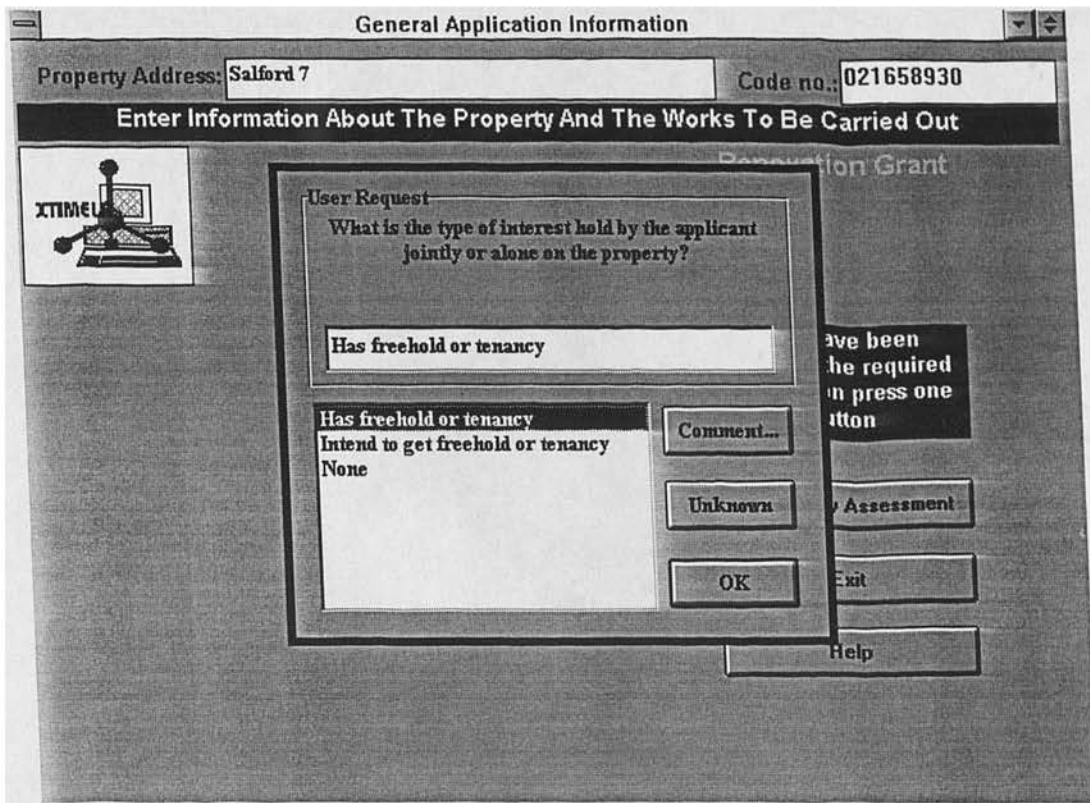 General Application Information
Property Address: Salford 7
Code no.: 021658930
Enter Information About The Property And The Works To Be Carried Out
Renovation Grant
User Request
What is the type of interest hold by the applicant
jointly or alone on the property?
Has freehold or tenancy
Has freehold or tenancy
Intend to get freehold or tenancy
None
Comment...
Unknown
OK
ave been
he required
n press one
utton
Assessment
Exit
Help